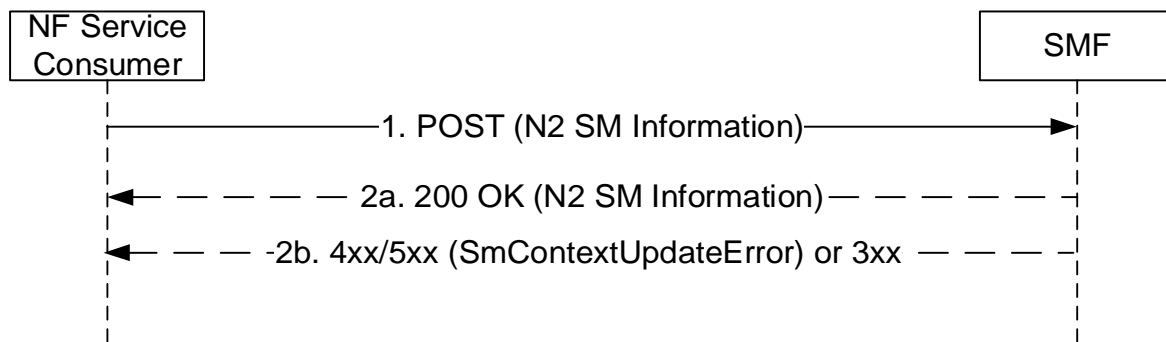 NF Service
Consumer
SMF
1. POST (N2 SM Information)
2a. 200 OK (N2 SM Information)
2b. 4xx/5xx (SmContextUpdateError) or 3xx